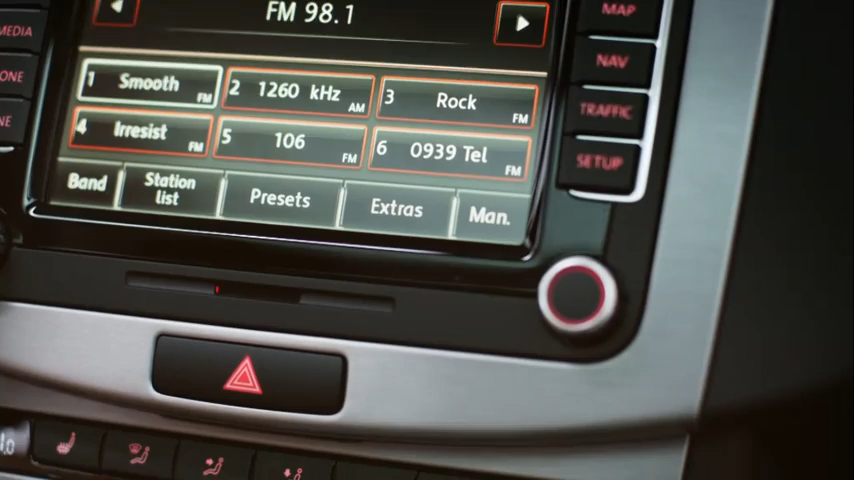 FM 98.1
MAP
MEDIA
NAV
1 Smooth FM
2 1260 kHz AM
3 Rock FM
TRAFFIC
4 Irresist FM
5 106 FM
6 0939 Tel FM
SETUP
Band
Station list
Presets
Extras
Man.